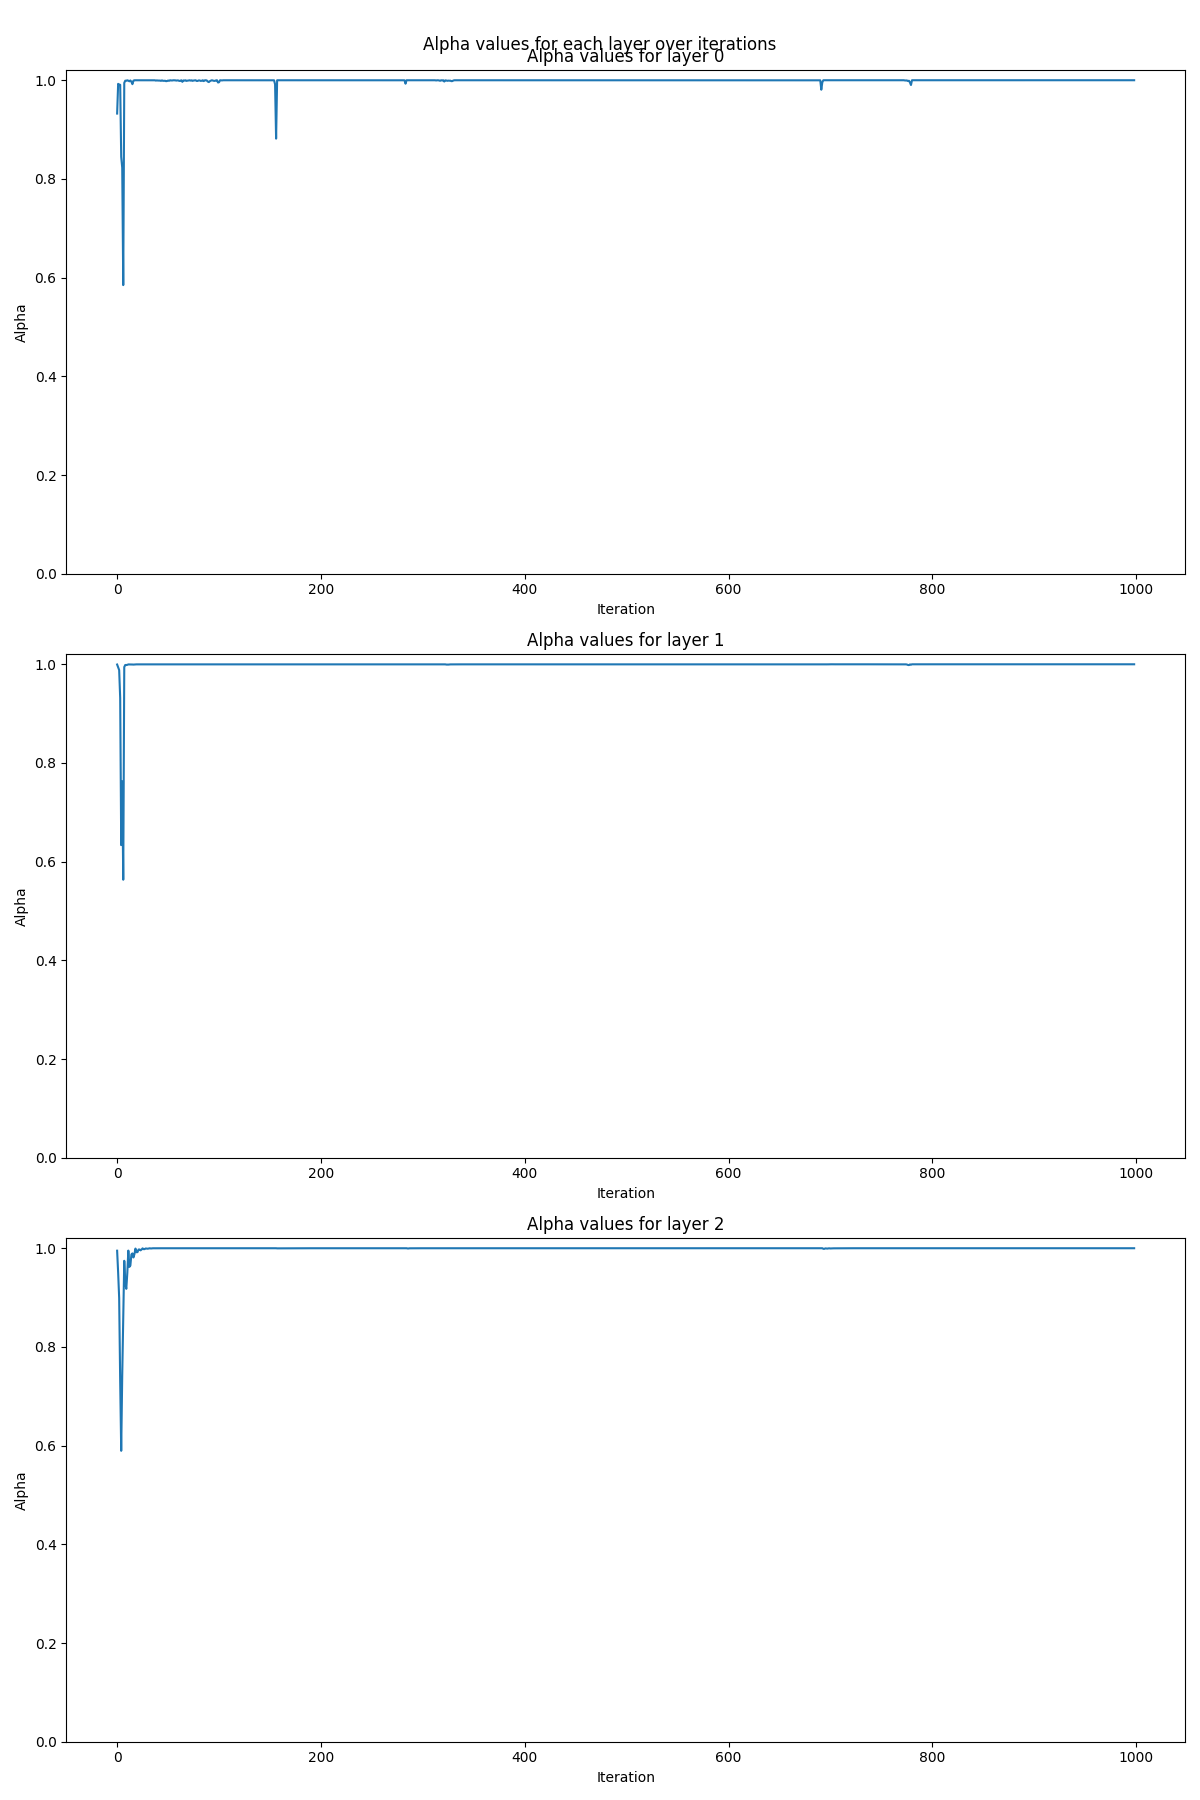 Alpha values for each layer over iterations
Alpha values for layer 0
1.0
0.8
0.6
0.4
0.2
0.0
Alpha
0 200 400 600 800 1000
Iteration
Alpha values for layer 1
1.0
0.8
0.6
0.4
0.2
0.0
Alpha
0 200 400 600 800 1000
Iteration
Alpha values for layer 2
1.0
0.8
0.6
0.4
0.2
0.0
Alpha
0 200 400 600 800 1000
Iteration